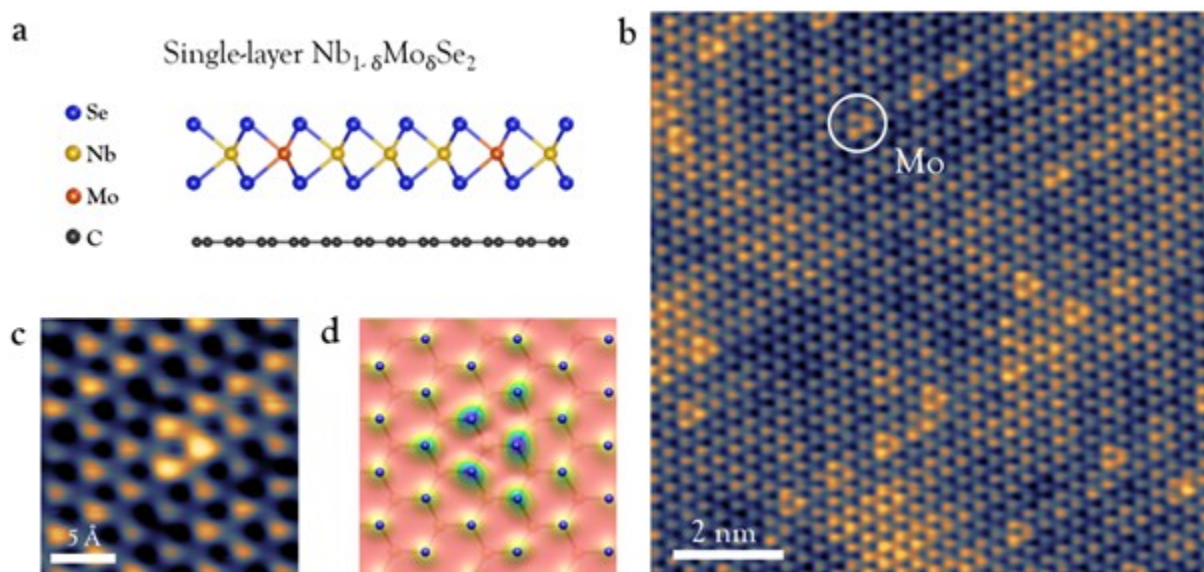 a
Single-layer Nb₁₋δMoδSe₂
Se
Nb
Mo
C
b
Mo
2 nm
c
5 Å
d